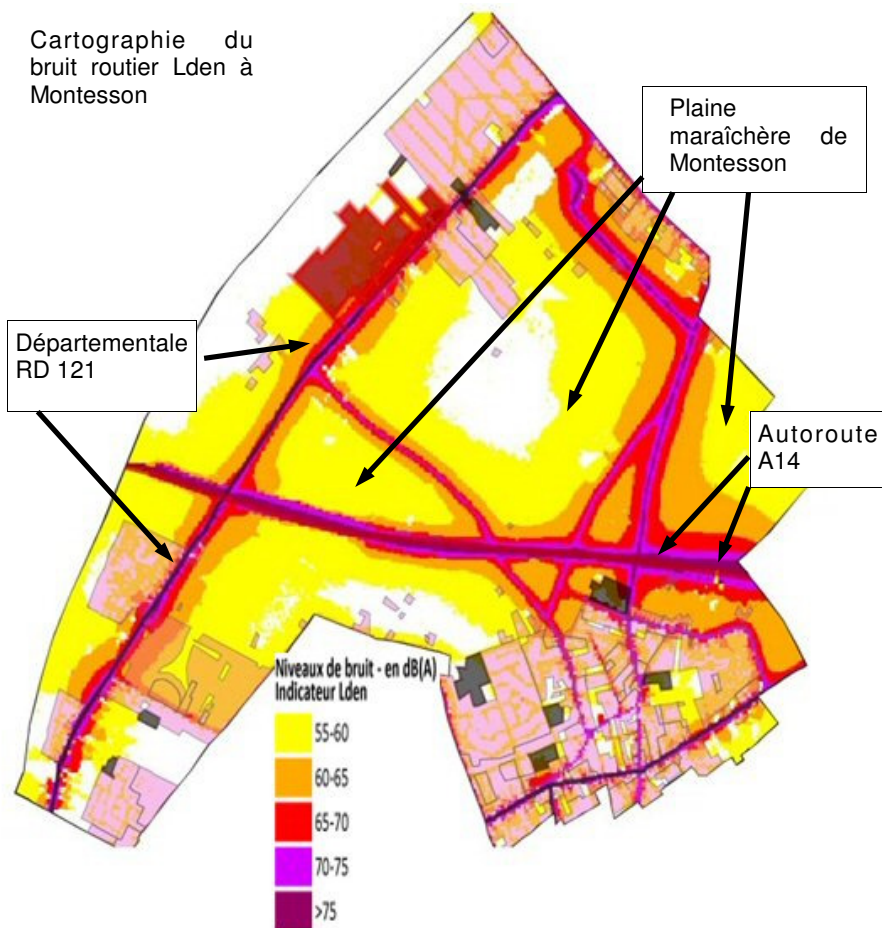 Cartographie du
bruit routier Lden à
Montesson
Plaine
maraîchère de
Montesson
Départementale
RD 121
Autoroute
A14
Niveaux de bruit - en dB(A)
Indicateur Lden
55-60
60-65
65-70
70-75
>75